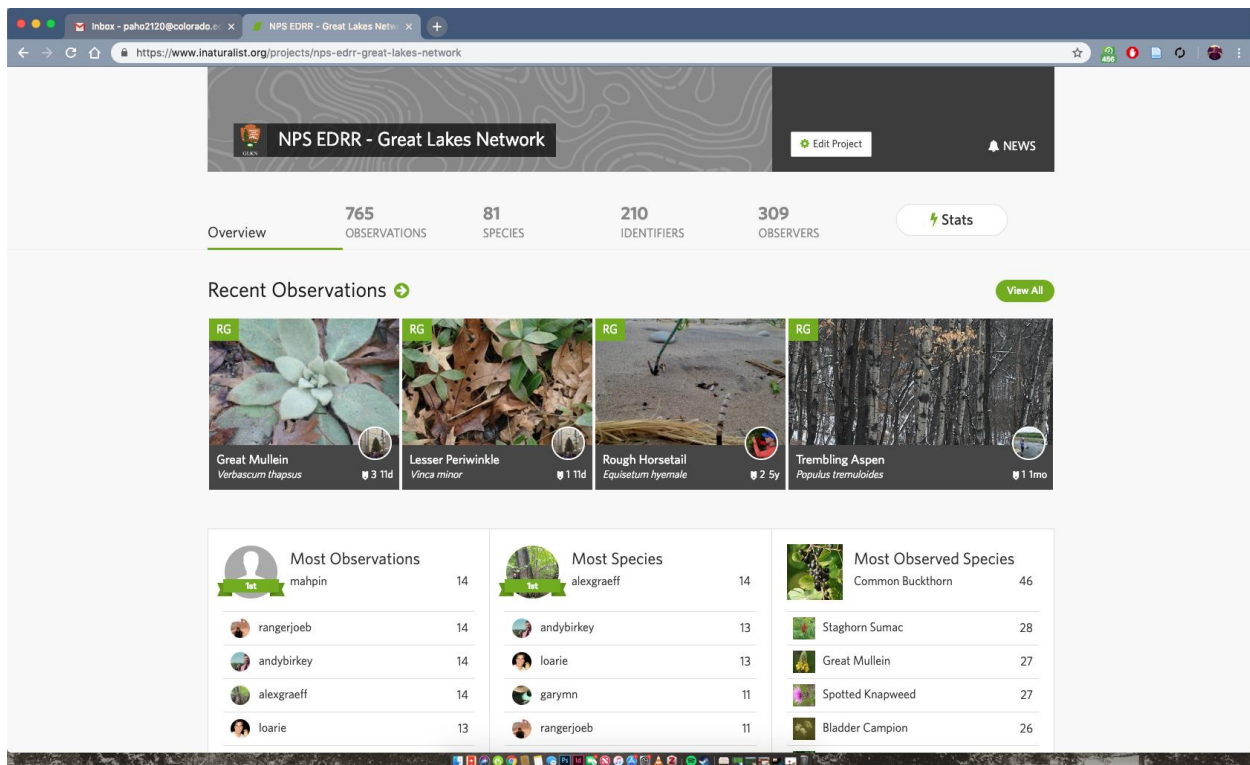 Inbox - paho2120@colorado.ec
NPS EDRR - Great Lakes Netw
https://www.inaturalist.org/projects/nps-edrr-great-lakes-network
456
GLKN
NPS EDRR - Great Lakes Network
Edit Project
NEWS
Overview
765
OBSERVATIONS
81
SPECIES
210
IDENTIFIERS
309
OBSERVERS
Stats
Recent Observations
View All
RG
RG
RG
RG
Great Mullein
Verbascum thapsus
3 11d
Lesser Periwinkle
Vinca minor
1 11d
Rough Horsetail
Equisetum hyemale
2 5y
Trembling Aspen
Populus tremuloides
1 1mo
Most Observations
1st
mahpin 14
rangerjoeb 14
andybirkey 14
alexgraeff 14
loarie 13
Most Species
1st
alexgraeff 14
andybirkey 13
loarie 13
garymn 11
rangerjoeb 11
Most Observed Species
Common Buckthorn 46
Staghorn Sumac 28
Great Mullein 27
Spotted Knapweed 27
Bladder Campion 26